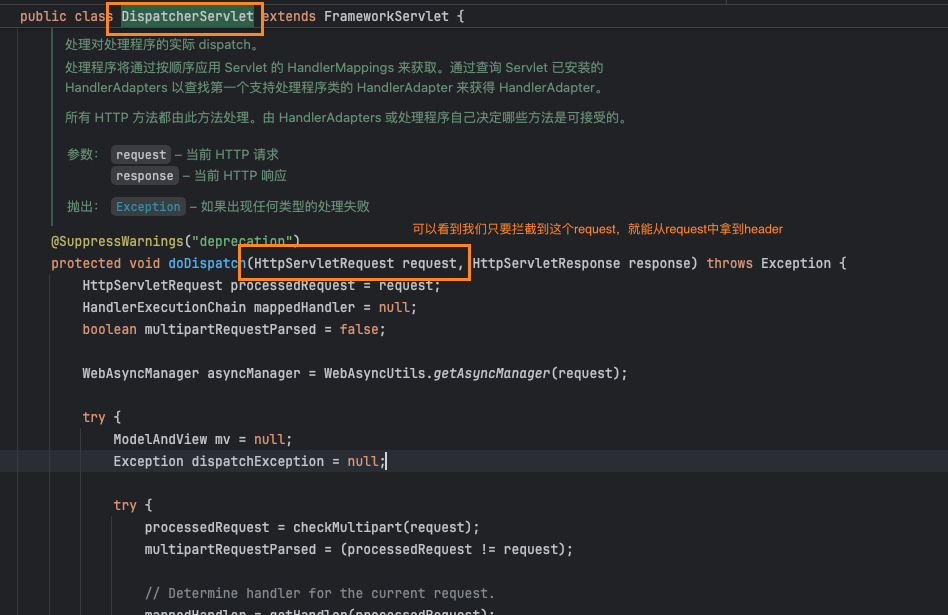 public class DispatcherServlet extends FrameworkServlet {
处理对处理程序的实际 dispatch。
处理程序将通过按顺序应用 Servlet 的 HandlerMappings 来获取。通过查询 Servlet 已安装的
HandlerAdapters 以查找第一个支持处理程序类的 HandlerAdapter 来获得 HandlerAdapter。
所有 HTTP 方法都由此方法处理。由 HandlerAdapters 或处理程序自己决定哪些方法是可接受的。
参数： request – 当前 HTTP 请求
response – 当前 HTTP 响应
抛出： Exception – 如果出现任何类型的处理失败
可以看到我们只要拦截到这个request，就能从request中拿到header
@SuppressWarnings("deprecation")
protected void doDispatch(HttpServletRequest request, HttpServletResponse response) throws Exception {
HttpServletRequest processedRequest = request;
HandlerExecutionChain mappedHandler = null;
boolean multipartRequestParsed = false;
WebAsyncManager asyncManager = WebAsyncUtils.getAsyncManager(request);
try {
ModelAndView mv = null;
Exception dispatchException = null;
try {
processedRequest = checkMultipart(request);
multipartRequestParsed = (processedRequest != request);
// Determine handler for the current request.
mappedHandler = getHandler(processedRequest);